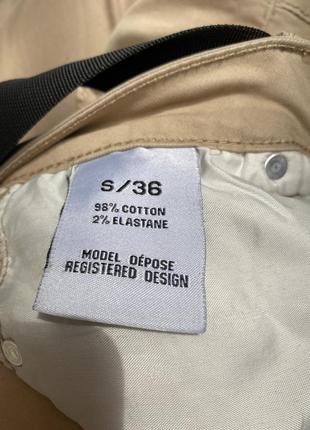 S/36
98% COTTON
2% ELASTANE
MODEL DÉPOSE
REGISTERED DESIGN